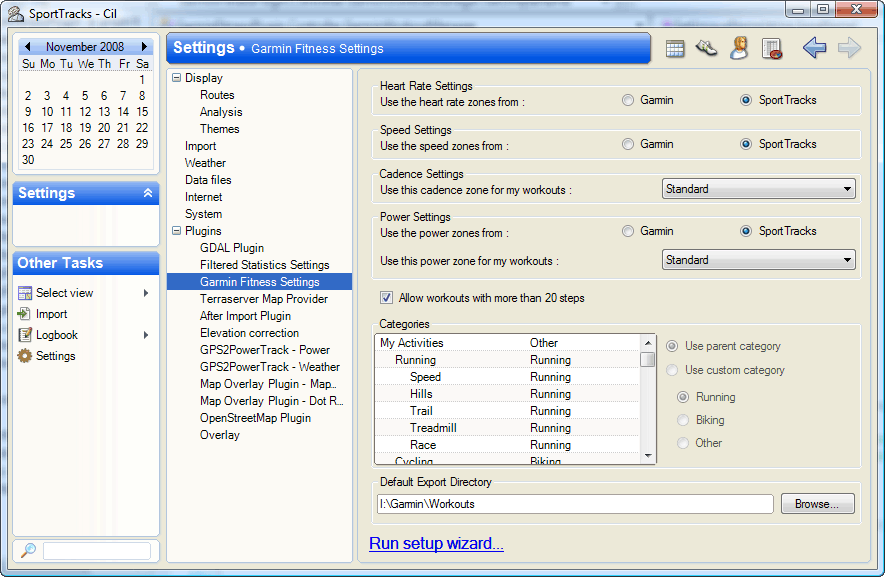 SportTracks - Cil
November 2008
Su Mo Tu We Th Fr Sa
1
2 3 4 5 6 7 8
9 10 11 12 13 14 15
16 17 18 19 20 21 22
23 24 25 26 27 28 29
30
Settings
Other Tasks
Select view
Import
Logbook
Settings
Settings • Garmin Fitness Settings
Display
Routes
Analysis
Themes
Import
Weather
Data files
Internet
System
Plugins
GDAL Plugin
Filtered Statistics Settings
Garmin Fitness Settings
Terraserver Map Provider
After Import Plugin
Elevation correction
GPS2PowerTrack - Power
GPS2PowerTrack - Weather
Map Overlay Plugin - Map...
Map Overlay Plugin - Dot R...
OpenStreetMap Plugin
Overlay
Heart Rate Settings
Use the heart rate zones from : Garmin SportTracks
Speed Settings
Use the speed zones from : Garmin SportTracks
Cadence Settings
Use this cadence zone for my workouts : Standard
Power Settings
Use the power zones from : Garmin SportTracks
Use this power zone for my workouts : Standard
Allow workouts with more than 20 steps
Categories
My Activities Other
Running Running
Speed Running
Hills Running
Trail Running
Treadmill Running
Race Running
Cycling Biking
Use parent category
Use custom category
Running
Biking
Other
Default Export Directory
I:\Garmin\Workouts Browse...
Run setup wizard...